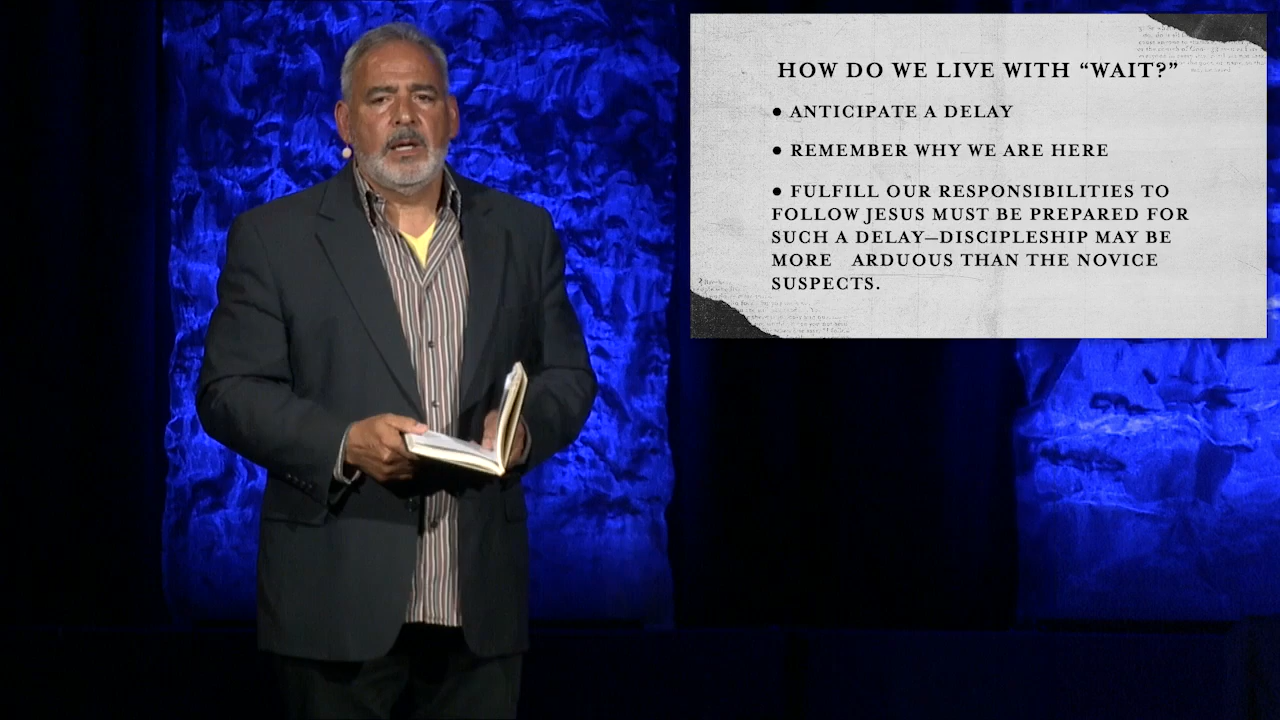 HOW DO WE LIVE WITH “WAIT?”
● ANTICIPATE A DELAY
● REMEMBER WHY WE ARE HERE
● FULFILL OUR RESPONSIBILITIES TO
FOLLOW JESUS MUST BE PREPARED FOR
SUCH A DELAY—DISCIPLESHIP MAY BE
MORE   ARDUOUS THAN THE NOVICE
SUSPECTS.